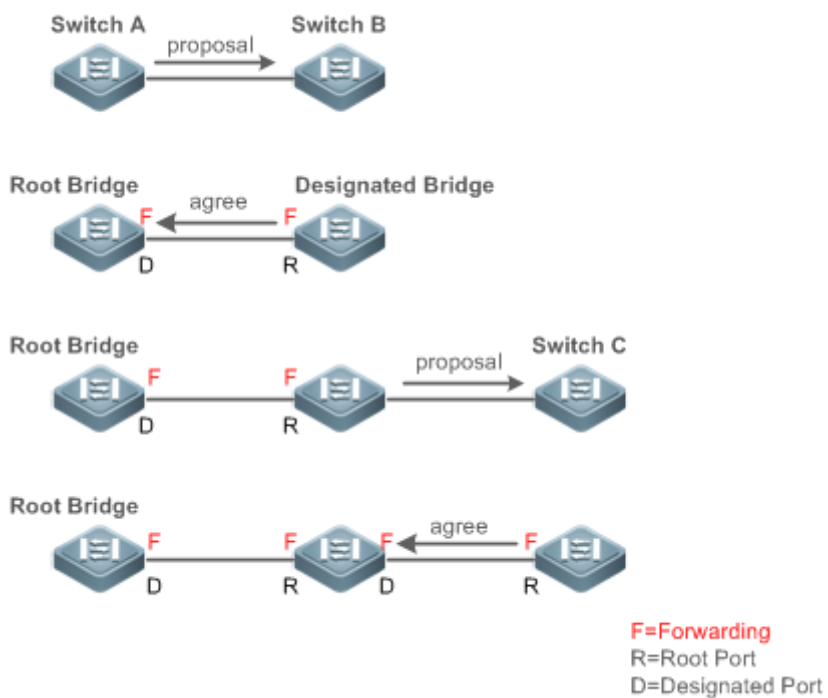 Switch A Switch B
proposal
Root Bridge Designated Bridge
F agree F
D R
Root Bridge Switch C
F F proposal
D R
Root Bridge
F F F agree F
D R D R
F=Forwarding
R=Root Port
D=Designated Port